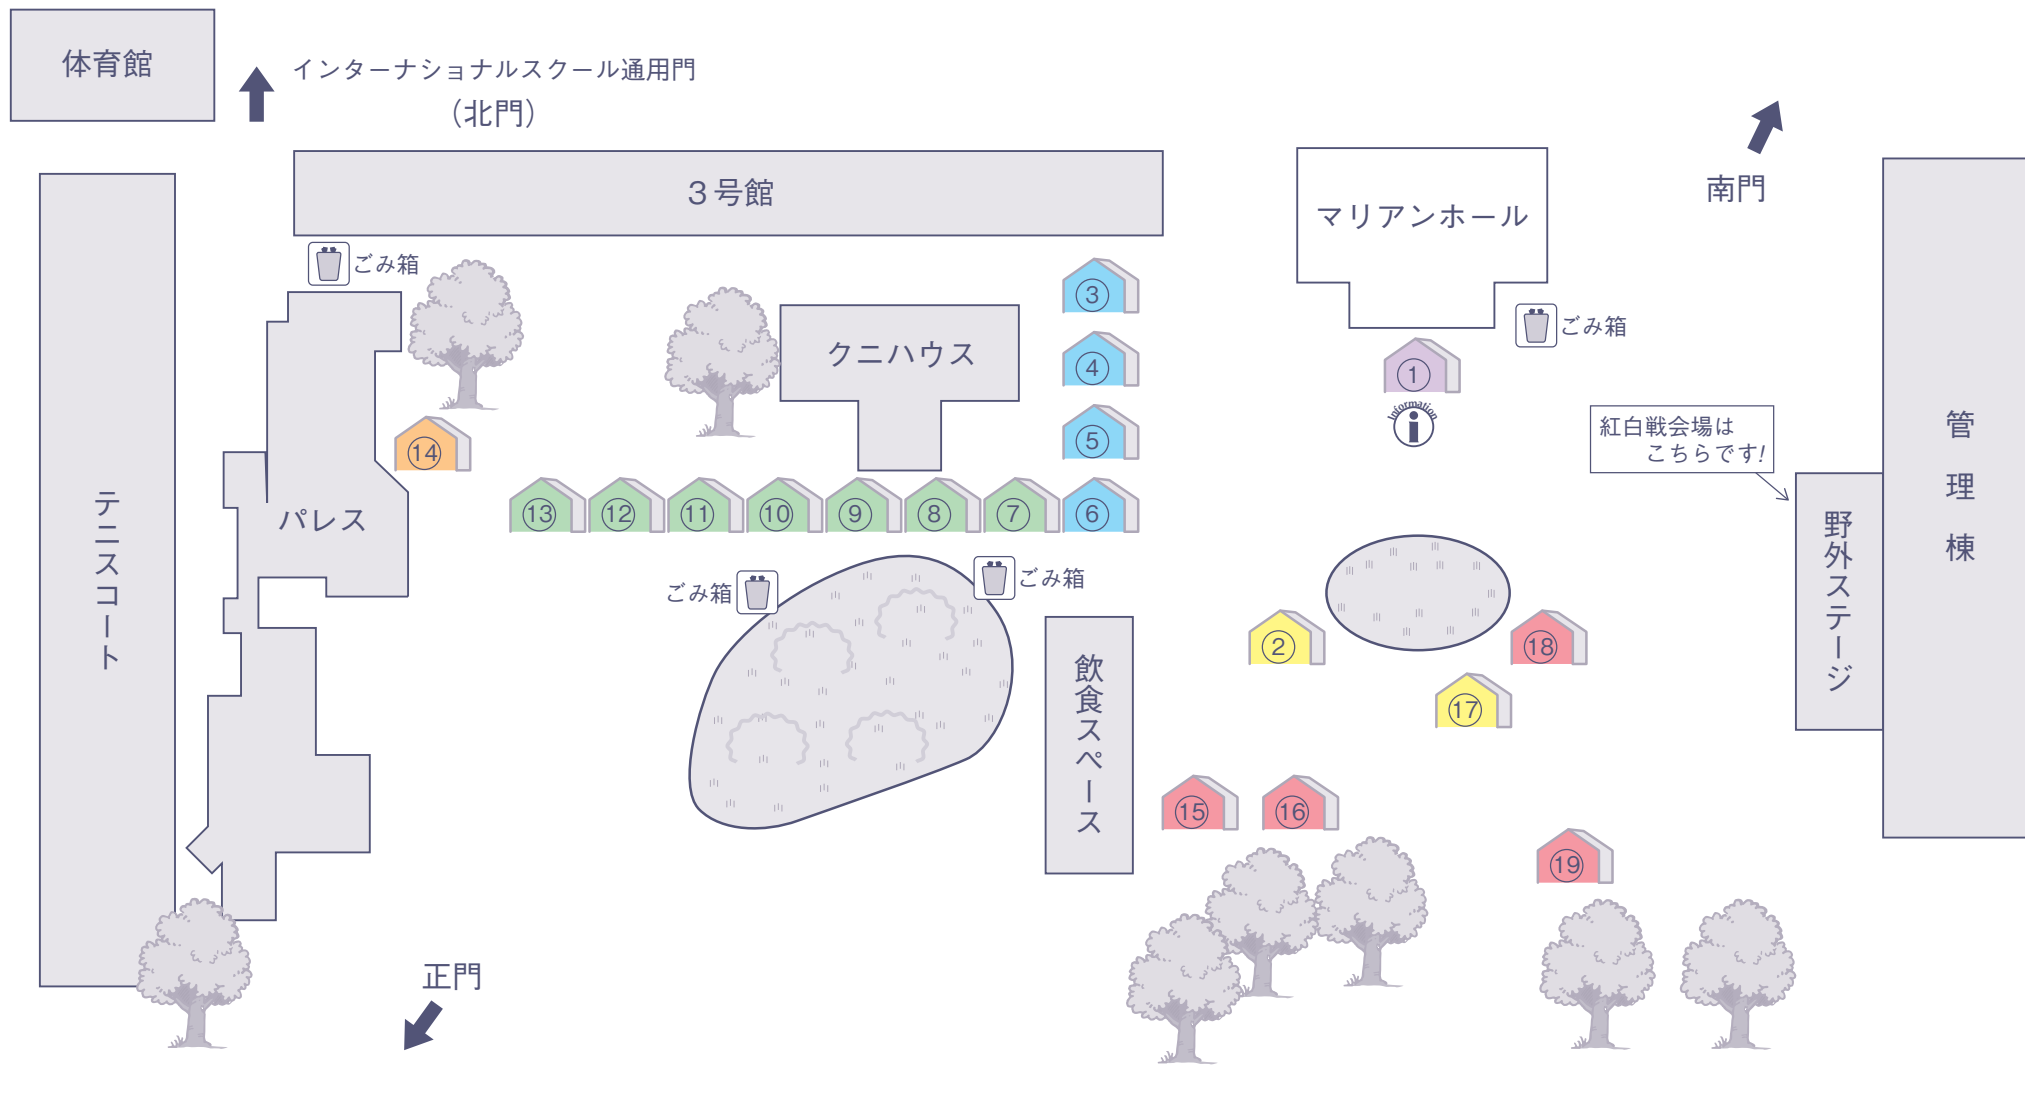 体育館
インターナショナルスクール通用門
（北門）
3号館
マリアンホール
南門
ごみ箱
クニハウス
③
④
⑤
⑥
①
Information
ごみ箱
紅白戦会場は
こちらです!
管理棟
野外ステージ
テニスコート
パレス
⑭
⑬
⑫
⑪
⑩
⑨
⑧
⑦
ごみ箱
ごみ箱
飲食スペース
②
⑱
⑰
⑮
⑯
⑲
正門